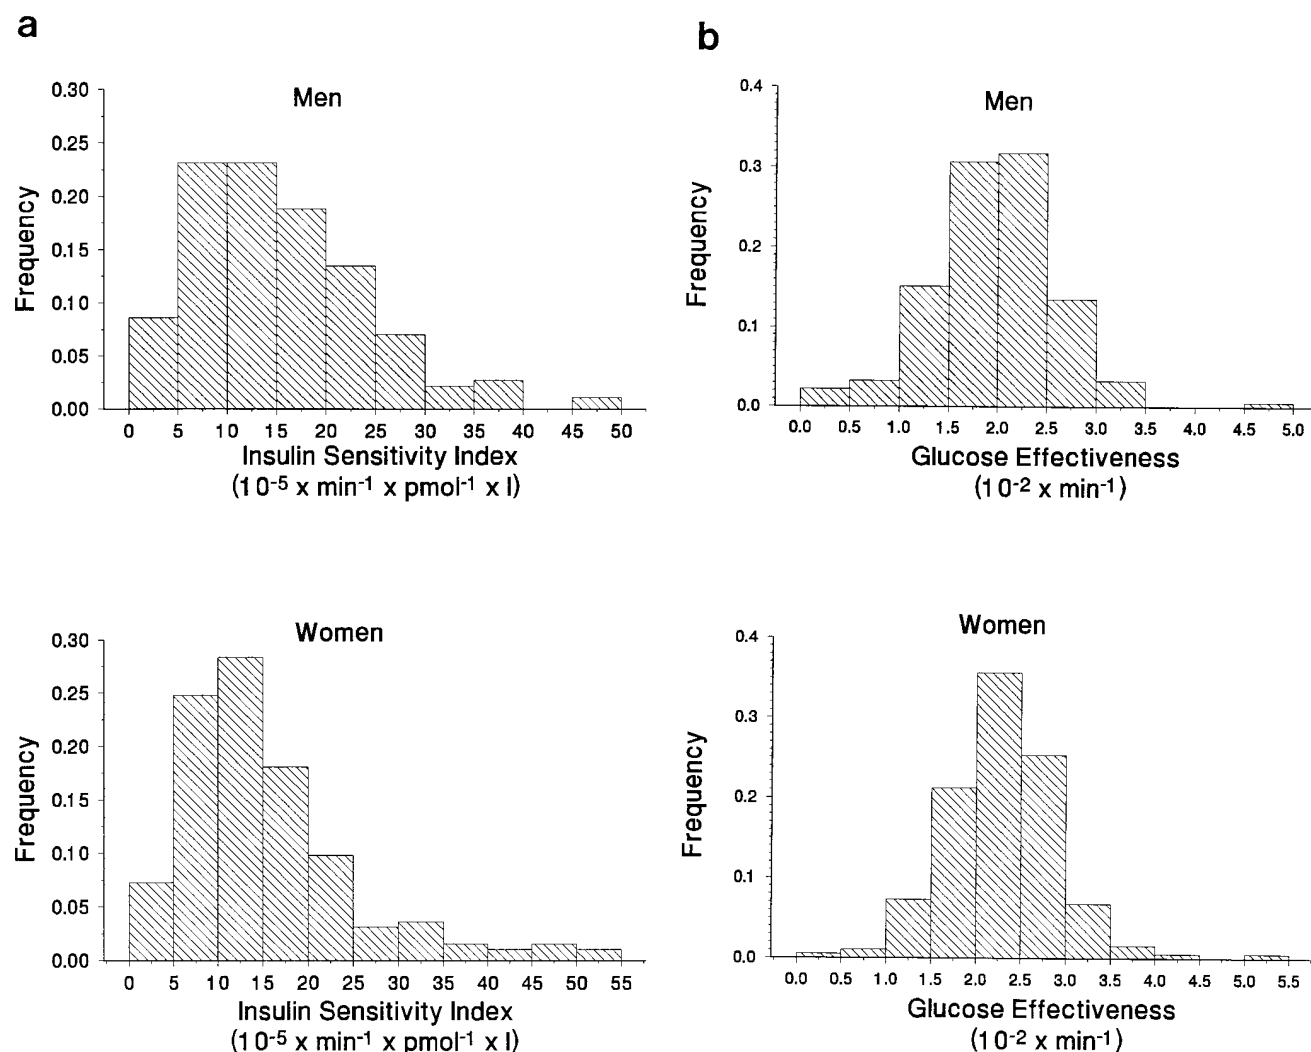 a
Men
0.30
0.25
0.20
0.15
0.10
0.05
0.00
Frequency
0 5 10 15 20 25 30 35 40 45 50
Insulin Sensitivity Index
(10⁻⁵ x min⁻¹ x pmol⁻¹ x l)
b
Men
0.4
0.3
0.2
0.1
0.0
Frequency
0.0 0.5 1.0 1.5 2.0 2.5 3.0 3.5 4.0 4.5 5.0
Glucose Effectiveness
(10⁻² x min⁻¹)
Women
0.30
0.25
0.20
0.15
0.10
0.05
0.00
Frequency
0 5 10 15 20 25 30 35 40 45 50 55
Insulin Sensitivity Index
(10⁻⁵ x min⁻¹ x pmol⁻¹ x l)
Women
0.4
0.3
0.2
0.1
0.0
Frequency
0.0 0.5 1.0 1.5 2.0 2.5 3.0 3.5 4.0 4.5 5.0 5.5
Glucose Effectiveness
(10⁻² x min⁻¹)